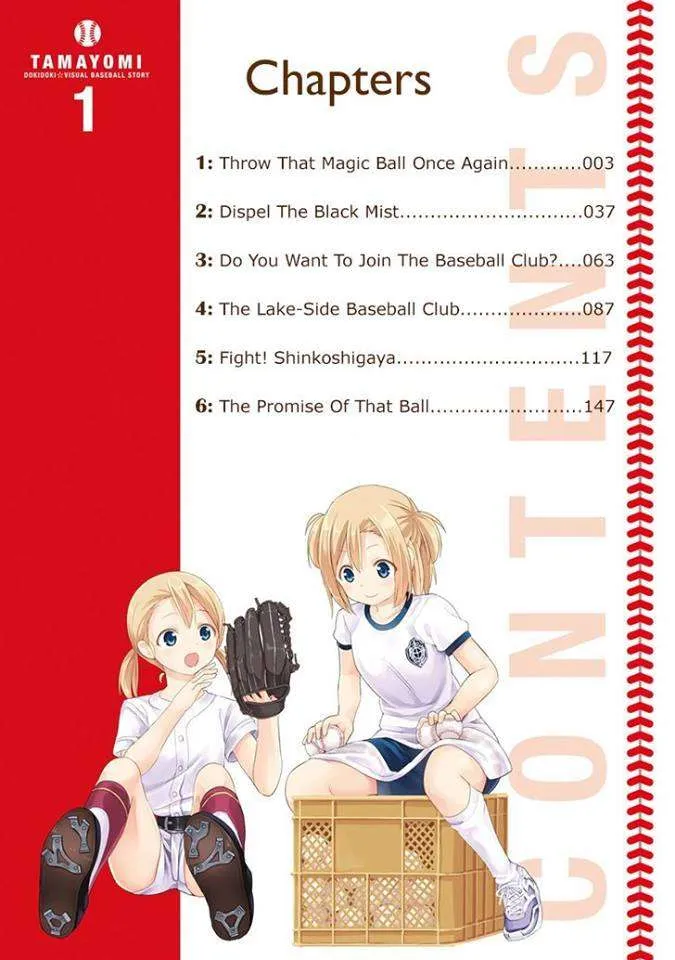 TAMAYOMI
DOKIDOKI☆VISUAL BASEBALL STORY
1
Chapters
1: Throw That Magic Ball Once Again............003
2: Dispel The Black Mist..............................037
3: Do You Want To Join The Baseball Club?....063
4: The Lake-Side Baseball Club....................087
5: Fight! Shinkoshigaya..............................117
6: The Promise Of That Ball.........................147
CONTENTS